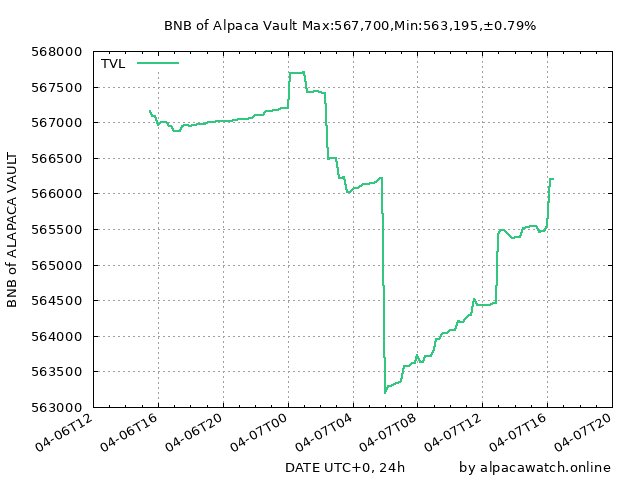 BNB of Alpaca Vault Max:567,700,Min:563,195,±0.79%
TVL
BNB of ALAPACA VAULT
568000
567500
567000
566500
566000
565500
565000
564500
564000
563500
563000
04-06T12
04-06T16
04-06T20
04-07T00
04-07T04
04-07T08
04-07T12
04-07T16
04-07T20
DATE UTC+0, 24h
by alpacawatch.online